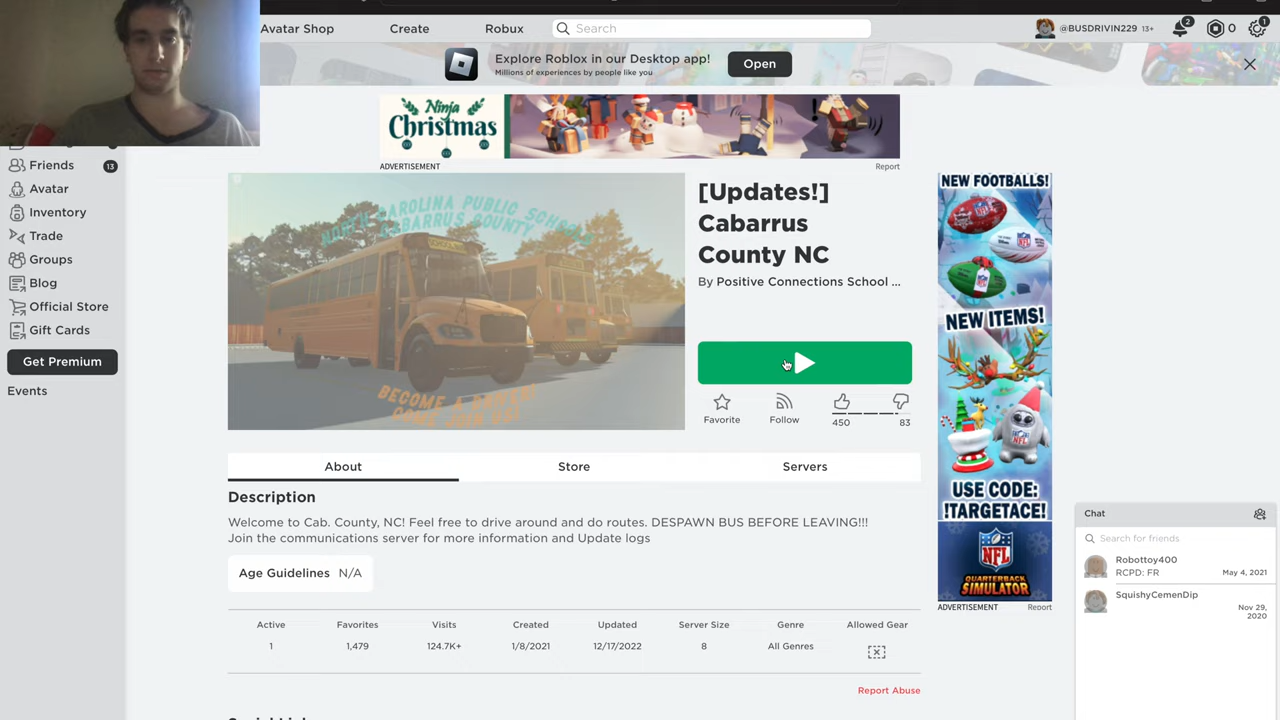 Avatar Shop
Create
Robux
Search
@BUSDRIVIN229 13+
2
0
1
Explore Roblox in our Desktop app!
Millions of experiences by people like you
Open
Ninja
Christmas
ADVERTISEMENT
Report
Friends
13
Avatar
Inventory
Trade
Groups
Blog
Official Store
Gift Cards
Get Premium
Events
NORTH CAROLINA PUBLIC SCHOOLS
CABARRUS COUNTY
[Updates!]
Cabarrus
County NC
By Positive Connections School ...
Favorite
Follow
450
83
NEW FOOTBALLS!
NEW ITEMS!
USE CODE:
!TARGETACE!
NFL
QUARTERBACK
SIMULATOR
ADVERTISEMENT
Report
About
Store
Servers
Description
Welcome to Cab. County, NC! Feel free to drive around and do routes. DESPAWN BUS BEFORE LEAVING!!!
Join the communications server for more information and Update logs
Age Guidelines N/A
Active
Favorites
Visits
Created
Updated
Server Size
Genre
Allowed Gear
1
1,479
124.7K+
1/8/2021
12/17/2022
8
All Genres
Report Abuse
Chat
Search for friends
Robottoy400
RCPD: FR
May 4, 2021
SquishyCemenDip
Nov 29,
2020